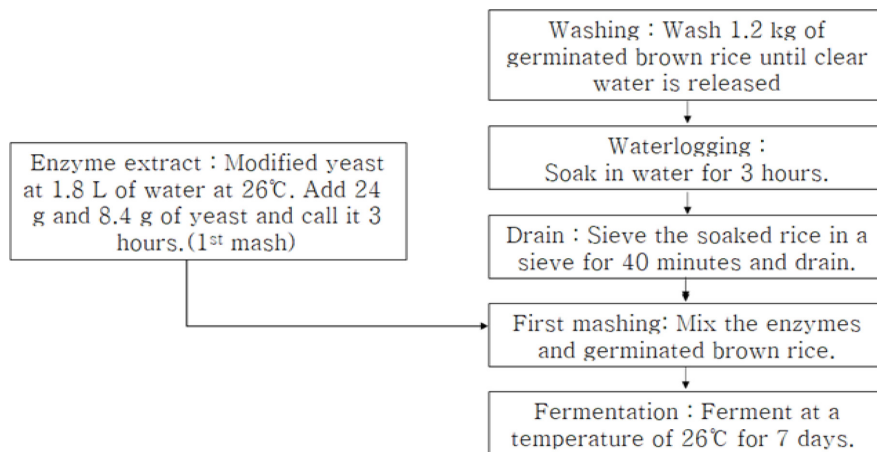 Washing : Wash 1.2 kg of
germinated brown rice until clear
water is released
Waterlogging :
Soak in water for 3 hours.
Enzyme extract : Modified yeast
at 1.8 L of water at 26℃. Add 24
g and 8.4 g of yeast and call it 3
hours.(1st mash)
Drain : Sieve the soaked rice in a
sieve for 40 minutes and drain.
First mashing: Mix the enzymes
and germinated brown rice.
Fermentation : Ferment at a
temperature of 26℃ for 7 days.